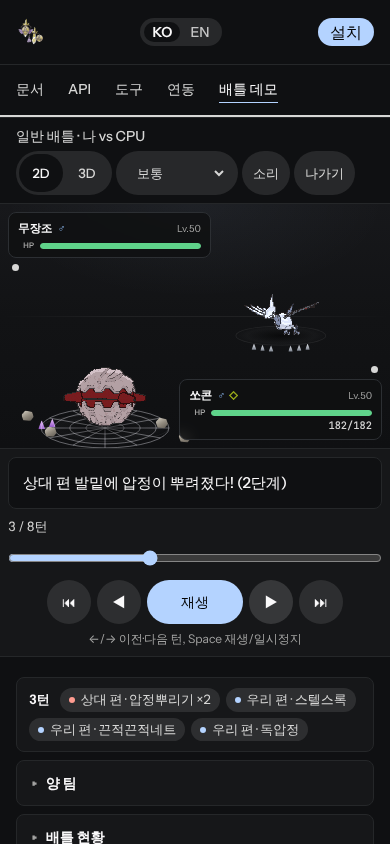 KO EN
설치
문서 API 도구 연동 배틀 데모
일반 배틀 · 나 vs CPU
2D 3D 보통 소리 나가기
무장조 ♂ Lv.50
HP
쏘콘 ♂ ◇ Lv.50
HP
182/182
상대 편 발밑에 압정이 뿌려졌다! (2단계)
3 / 8턴
⏮ ◀ 재생 ▶ ⏭
←/→ 이전·다음 턴, Space 재생/일시정지
3턴 상대 편 · 압정뿌리기 ×2 우리 편 · 스텔스록
우리 편 · 끈적끈적네트 우리 편 · 독압정
▸ 양 팀
▸ 배틀 현황